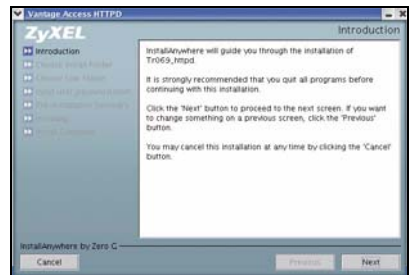 Vantage Access HTTPD
ZyXEL
Introduction
Introduction
Choose Install Folder
InstallAnywhere will guide you through the installation of
Tr069_httpd.
It is strongly recommended that you quit all programs before
continuing with this installation.
Click the 'Next' button to proceed to the next screen. If you want
to change something on a previous screen, click the 'Previous'
button.
You may cancel this installation at any time by clicking the 'Cancel'
button.
InstallAnywhere by Zero G
Cancel
Previous
Next